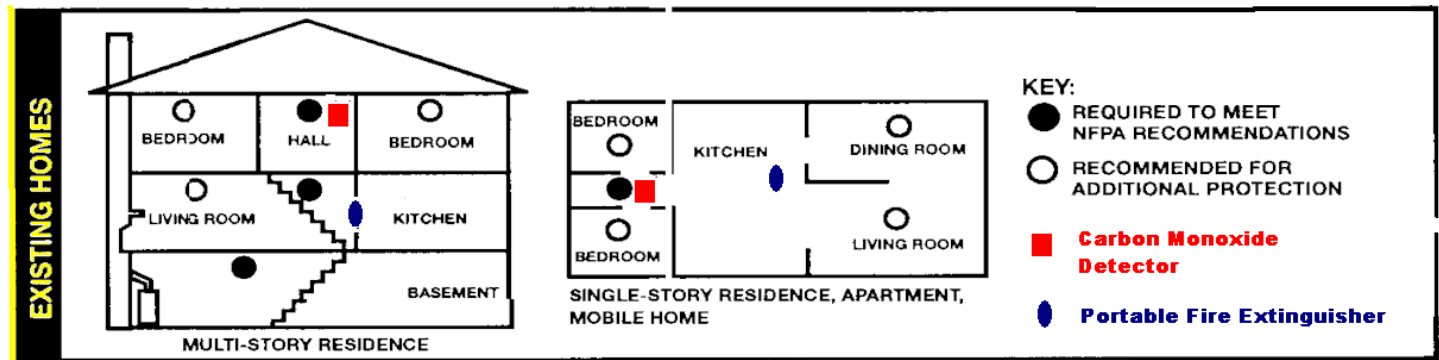 EXISTING HOMES
BEDROOM
HALL
BEDROOM
LIVING ROOM
KITCHEN
BASEMENT
MULTI-STORY RESIDENCE
BEDROOM
KITCHEN
DINING ROOM
BEDROOM
LIVING ROOM
SINGLE-STORY RESIDENCE, APARTMENT,
MOBILE HOME
KEY:
REQUIRED TO MEET
NFPA RECOMMENDATIONS
RECOMMENDED FOR
ADDITIONAL PROTECTION
Carbon Monoxide
Detector
Portable Fire Extinguisher